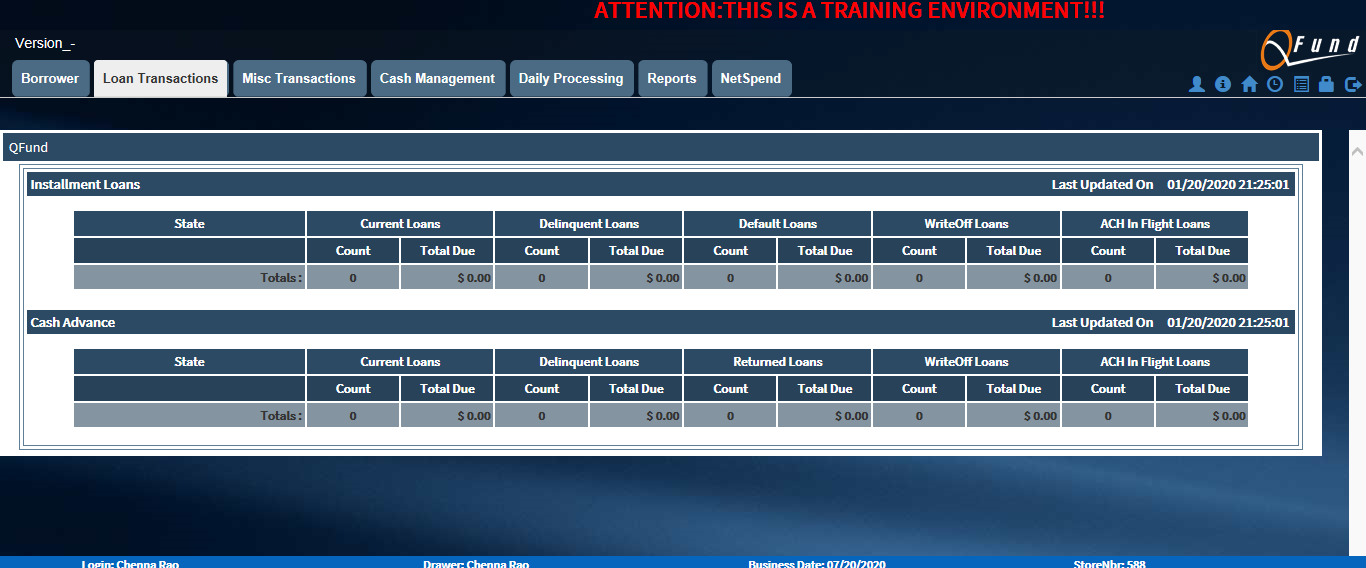 ATTENTION:THIS IS A TRAINING ENVIRONMENT!!!
Version_-
QFund
Borrower Loan Transactions Misc Transactions Cash Management Daily Processing Reports NetSpend
QFund
Installment Loans Last Updated On 01/20/2020 21:25:01
State Current Loans Delinquent Loans Default Loans WriteOff Loans ACH In Flight Loans
Count Total Due Count Total Due Count Total Due Count Total Due Count Total Due
Totals : 0 $ 0.00 0 $ 0.00 0 $ 0.00 0 $ 0.00 0 $ 0.00
Cash Advance Last Updated On 01/20/2020 21:25:01
State Current Loans Delinquent Loans Returned Loans WriteOff Loans ACH In Flight Loans
Count Total Due Count Total Due Count Total Due Count Total Due Count Total Due
Totals : 0 $ 0.00 0 $ 0.00 0 $ 0.00 0 $ 0.00 0 $ 0.00
Login: Chenna Rao Drawer: Chenna Rao Business Date: 07/20/2020 StoreNbr: 588